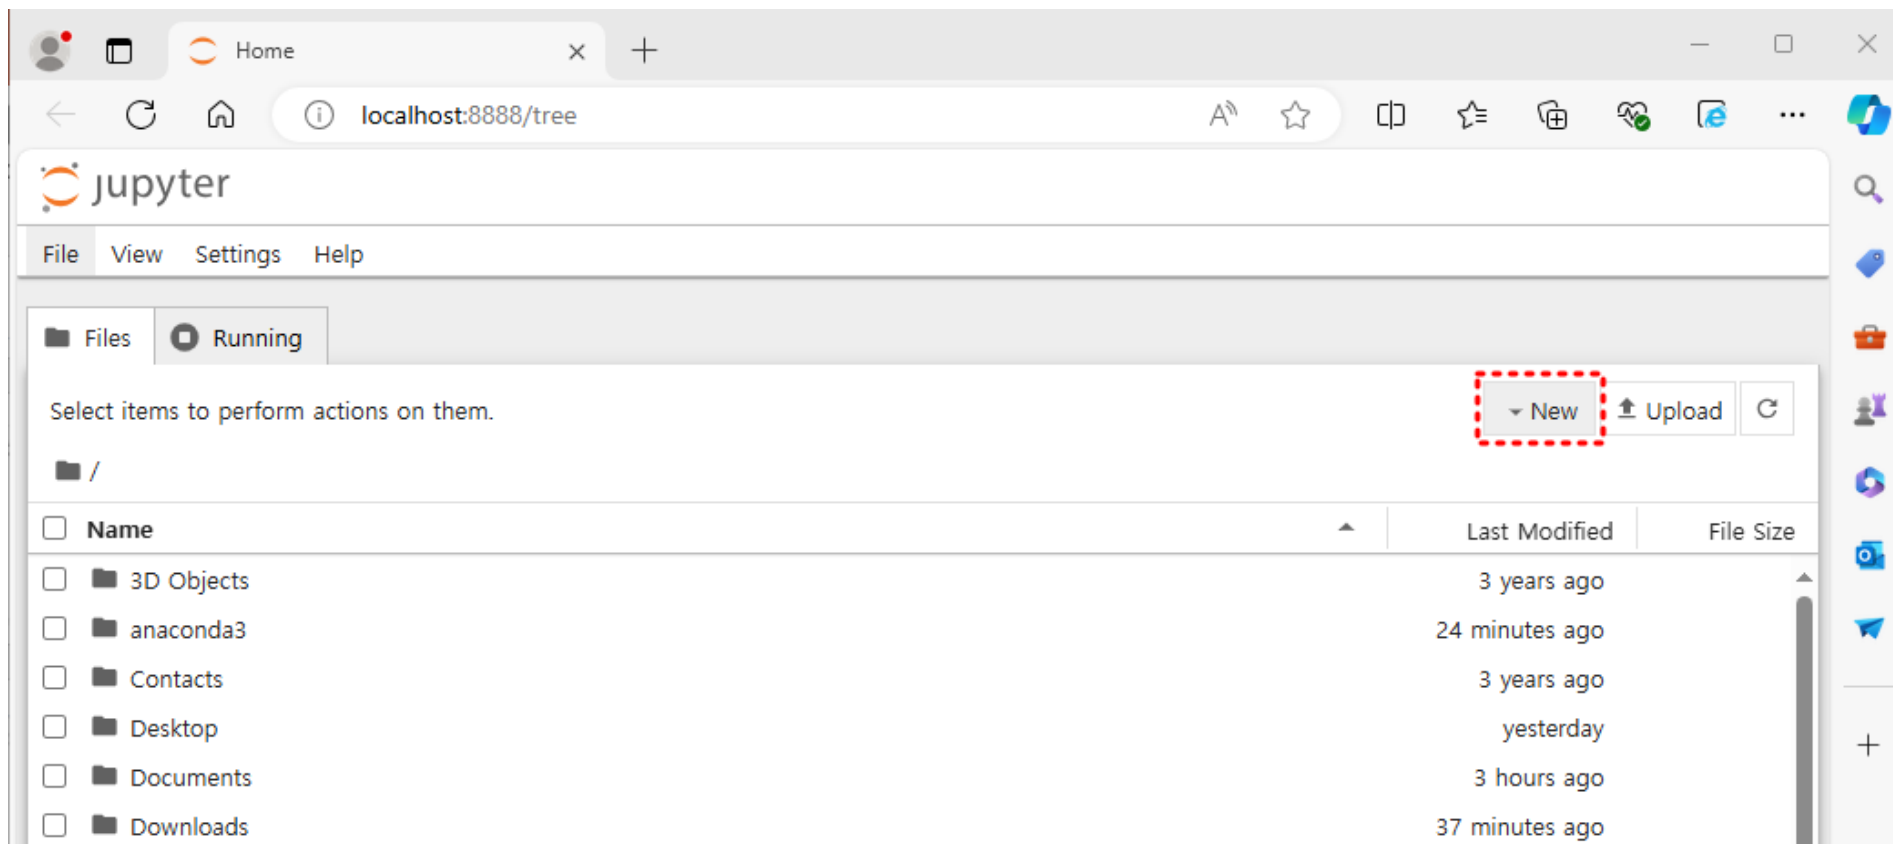 Home
localhost:8888/tree
jupyter
File View Settings Help
Files Running
Select items to perform actions on them.
New Upload
/
Name Last Modified File Size
3D Objects 3 years ago
anaconda3 24 minutes ago
Contacts 3 years ago
Desktop yesterday
Documents 3 hours ago
Downloads 37 minutes ago